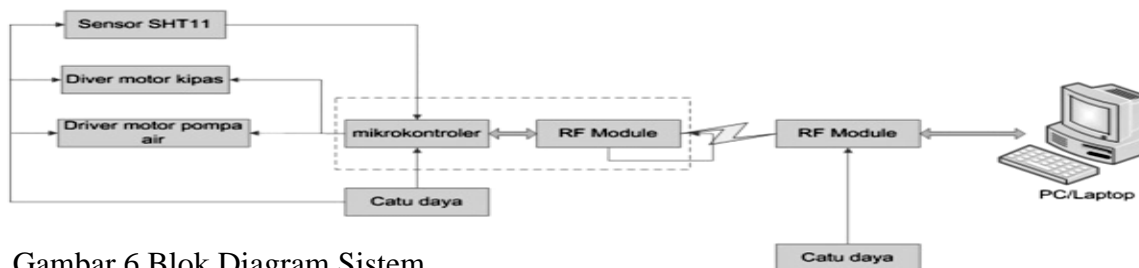 Sensor SHT11
Diver motor kipas
Driver motor pompa
air
mikrokontroler
RF Module
RF Module
PC/Laptop
Catu daya
Catu daya
Gambar 6 Blok Diagram Sistem